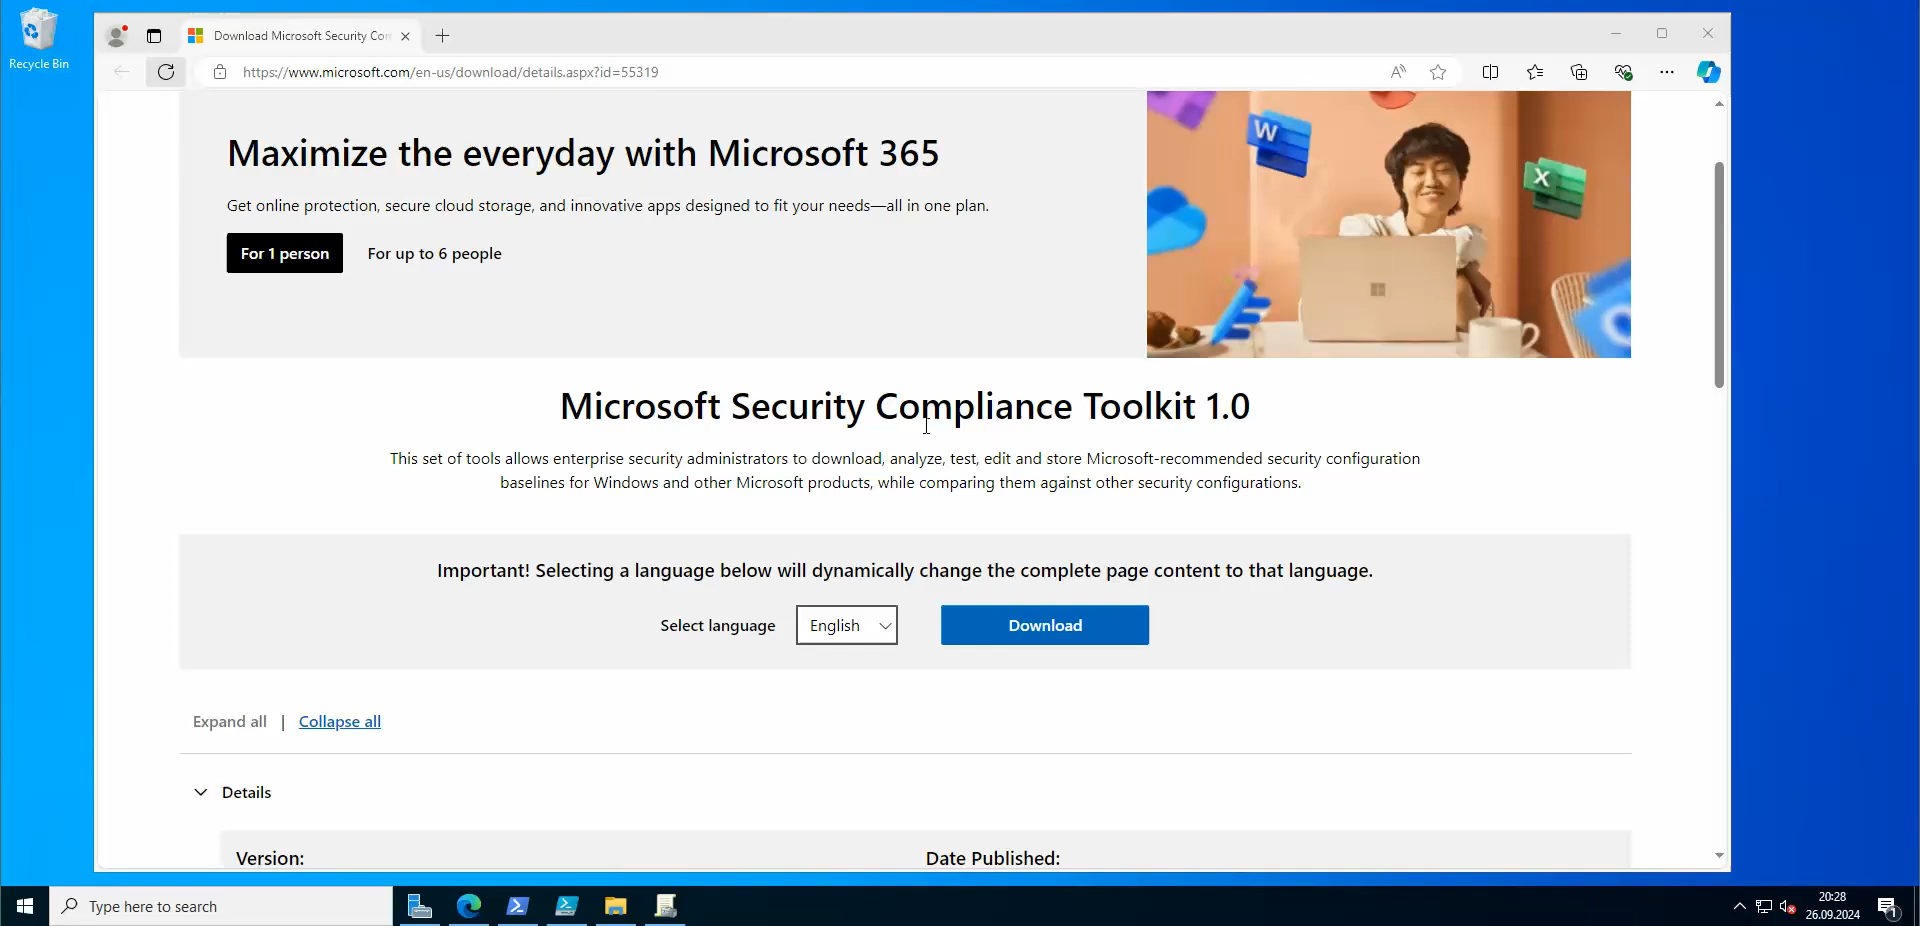 Recycle Bin
Download Microsoft Security Con
https://www.microsoft.com/en-us/download/details.aspx?id=55319
Maximize the everyday with Microsoft 365
Get online protection, secure cloud storage, and innovative apps designed to fit your needs—all in one plan.
For 1 person For up to 6 people
W
X
Microsoft Security Compliance Toolkit 1.0
This set of tools allows enterprise security administrators to download, analyze, test, edit and store Microsoft-recommended security configuration
baselines for Windows and other Microsoft products, while comparing them against other security configurations.
Important! Selecting a language below will dynamically change the complete page content to that language.
Select language English Download
Expand all | Collapse all
Details
Version: Date Published:
Type here to search
20:28
26.09.2024
1